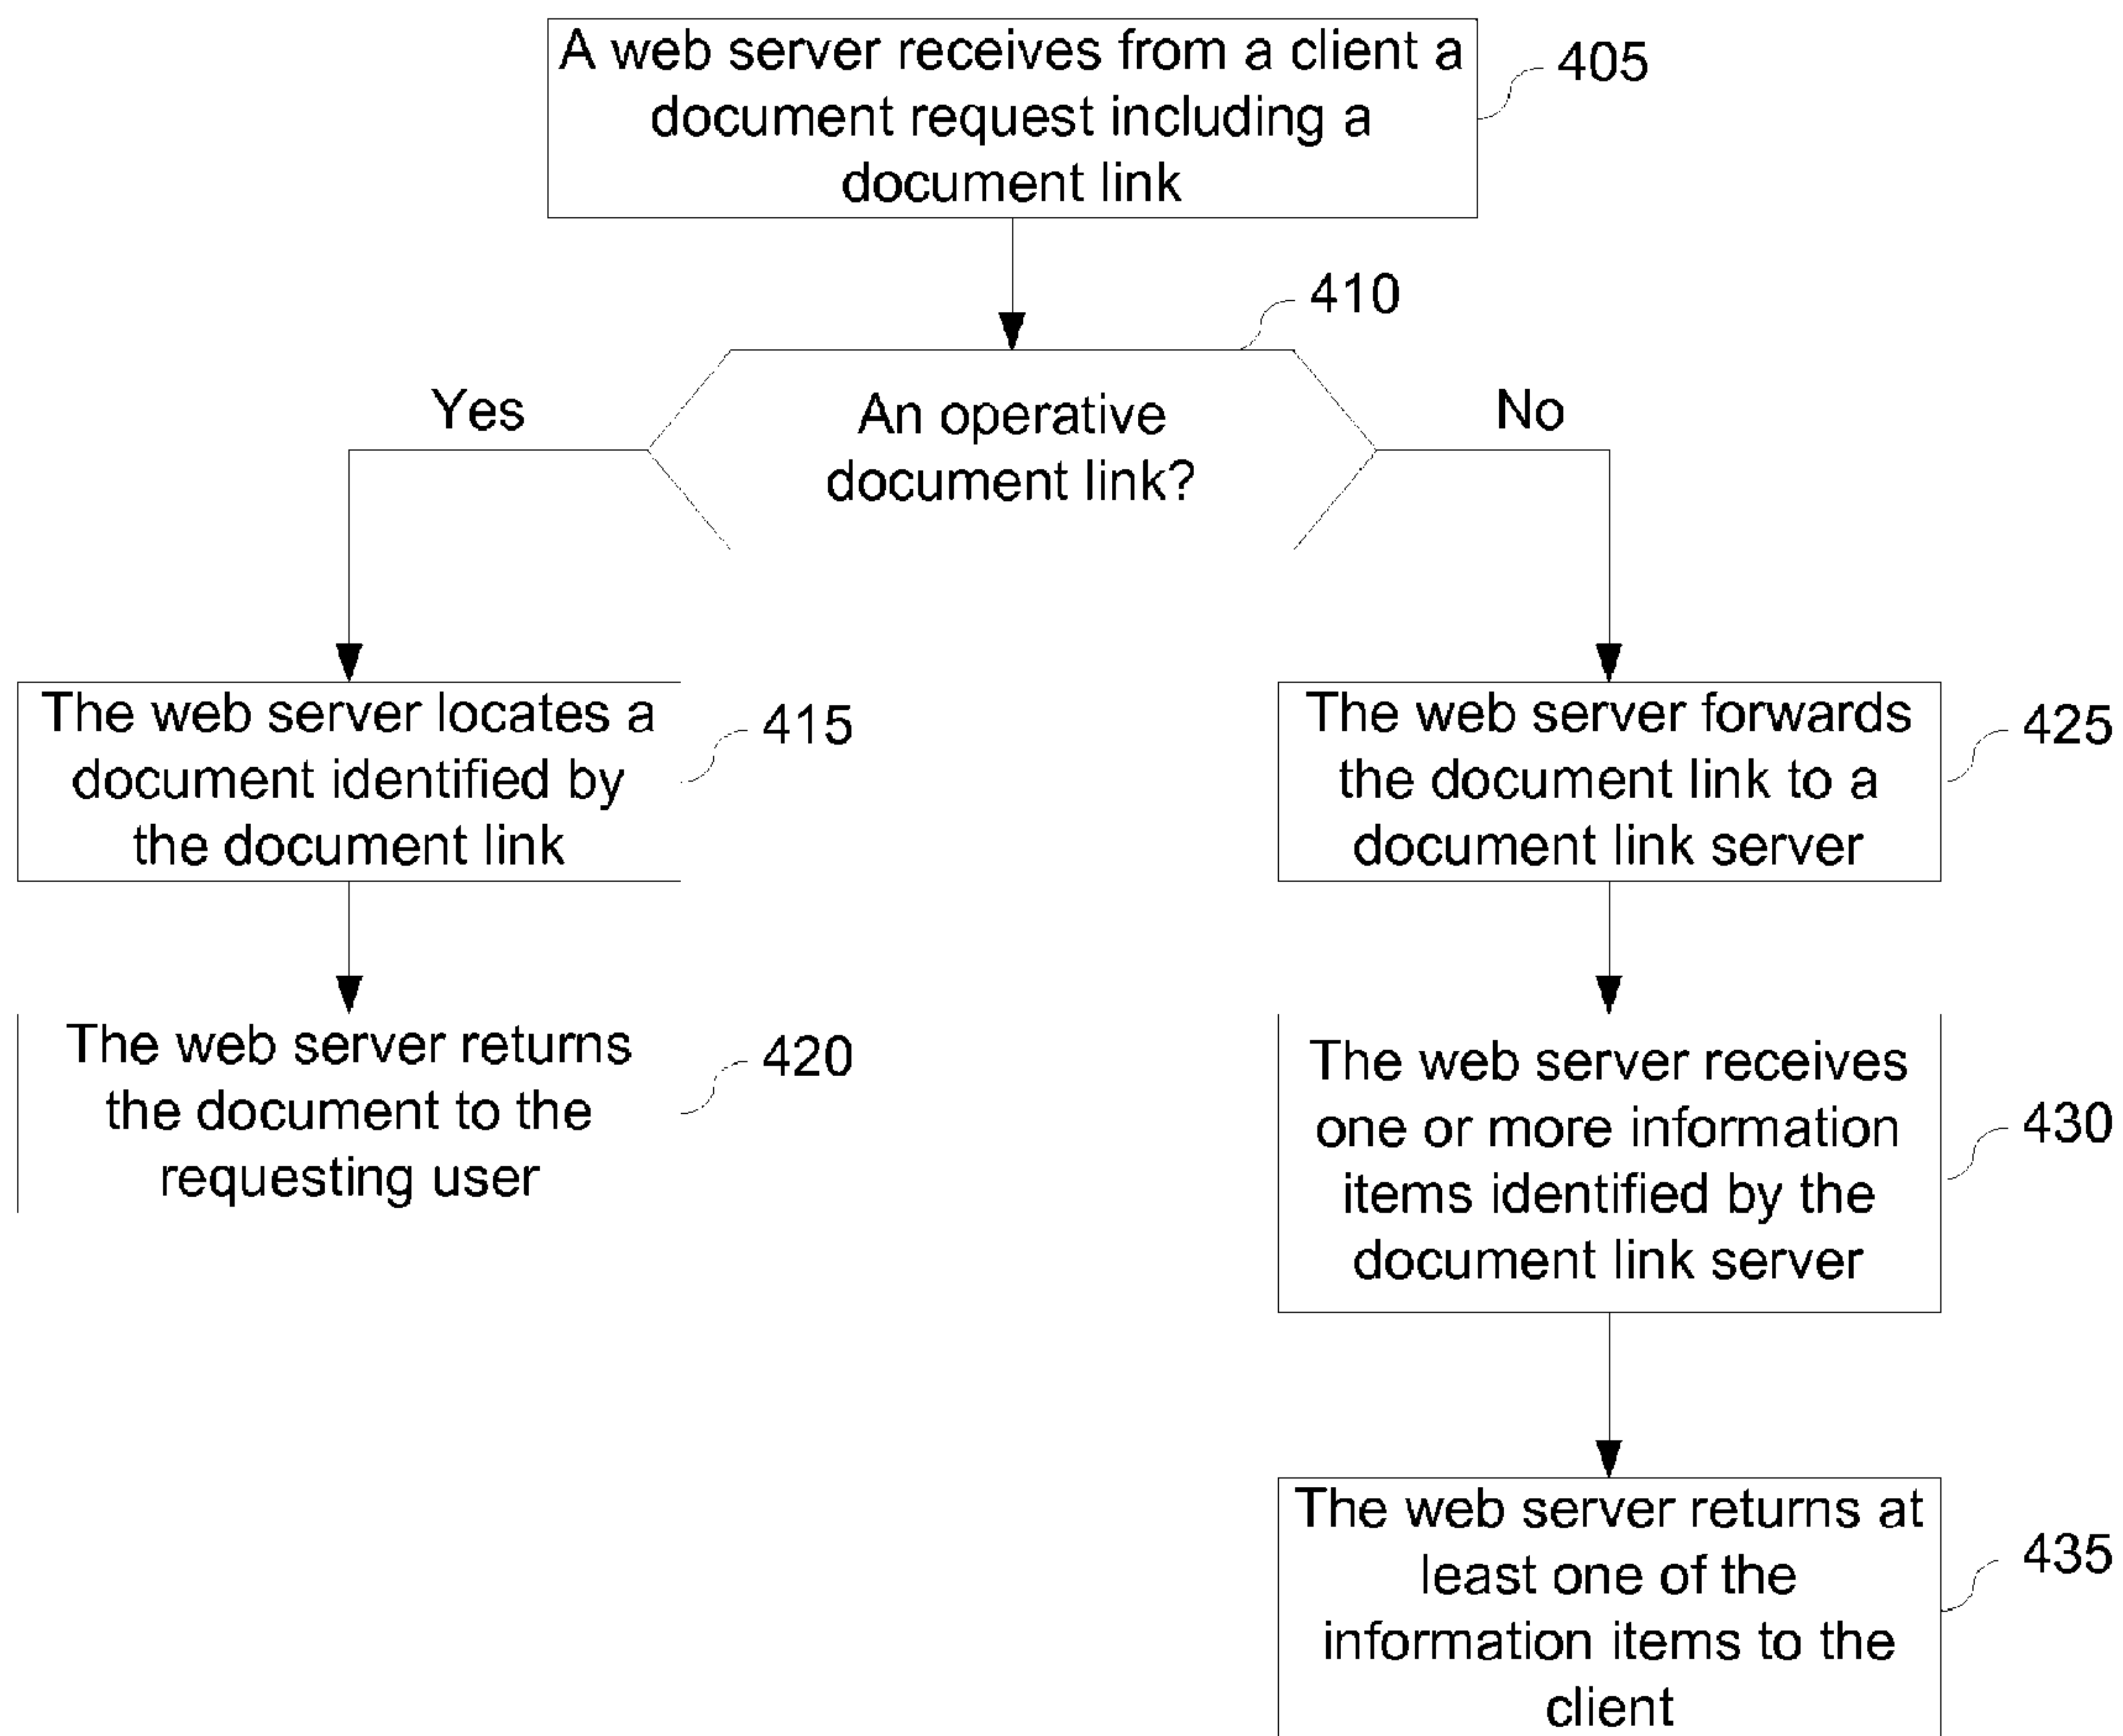 A web server receives from a client a
document request including a
document link
405
410
Yes
An operative
document link?
No
The web server locates a
document identified by
the document link
415
The web server forwards
the document link to a
document link server
425
The web server returns
the document to the
requesting user
420
The web server receives
one or more information
items identified by the
document link server
430
The web server returns at
least one of the
information items to the
client
435